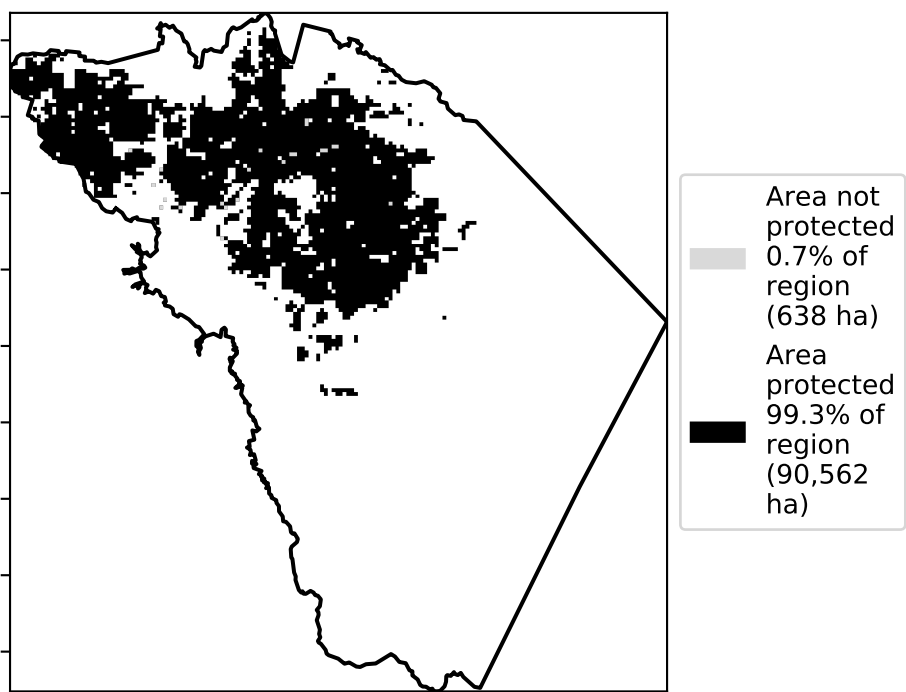 Area not
protected
0.7% of
region
(638 ha)
Area
protected
99.3% of
region
(90,562
ha)